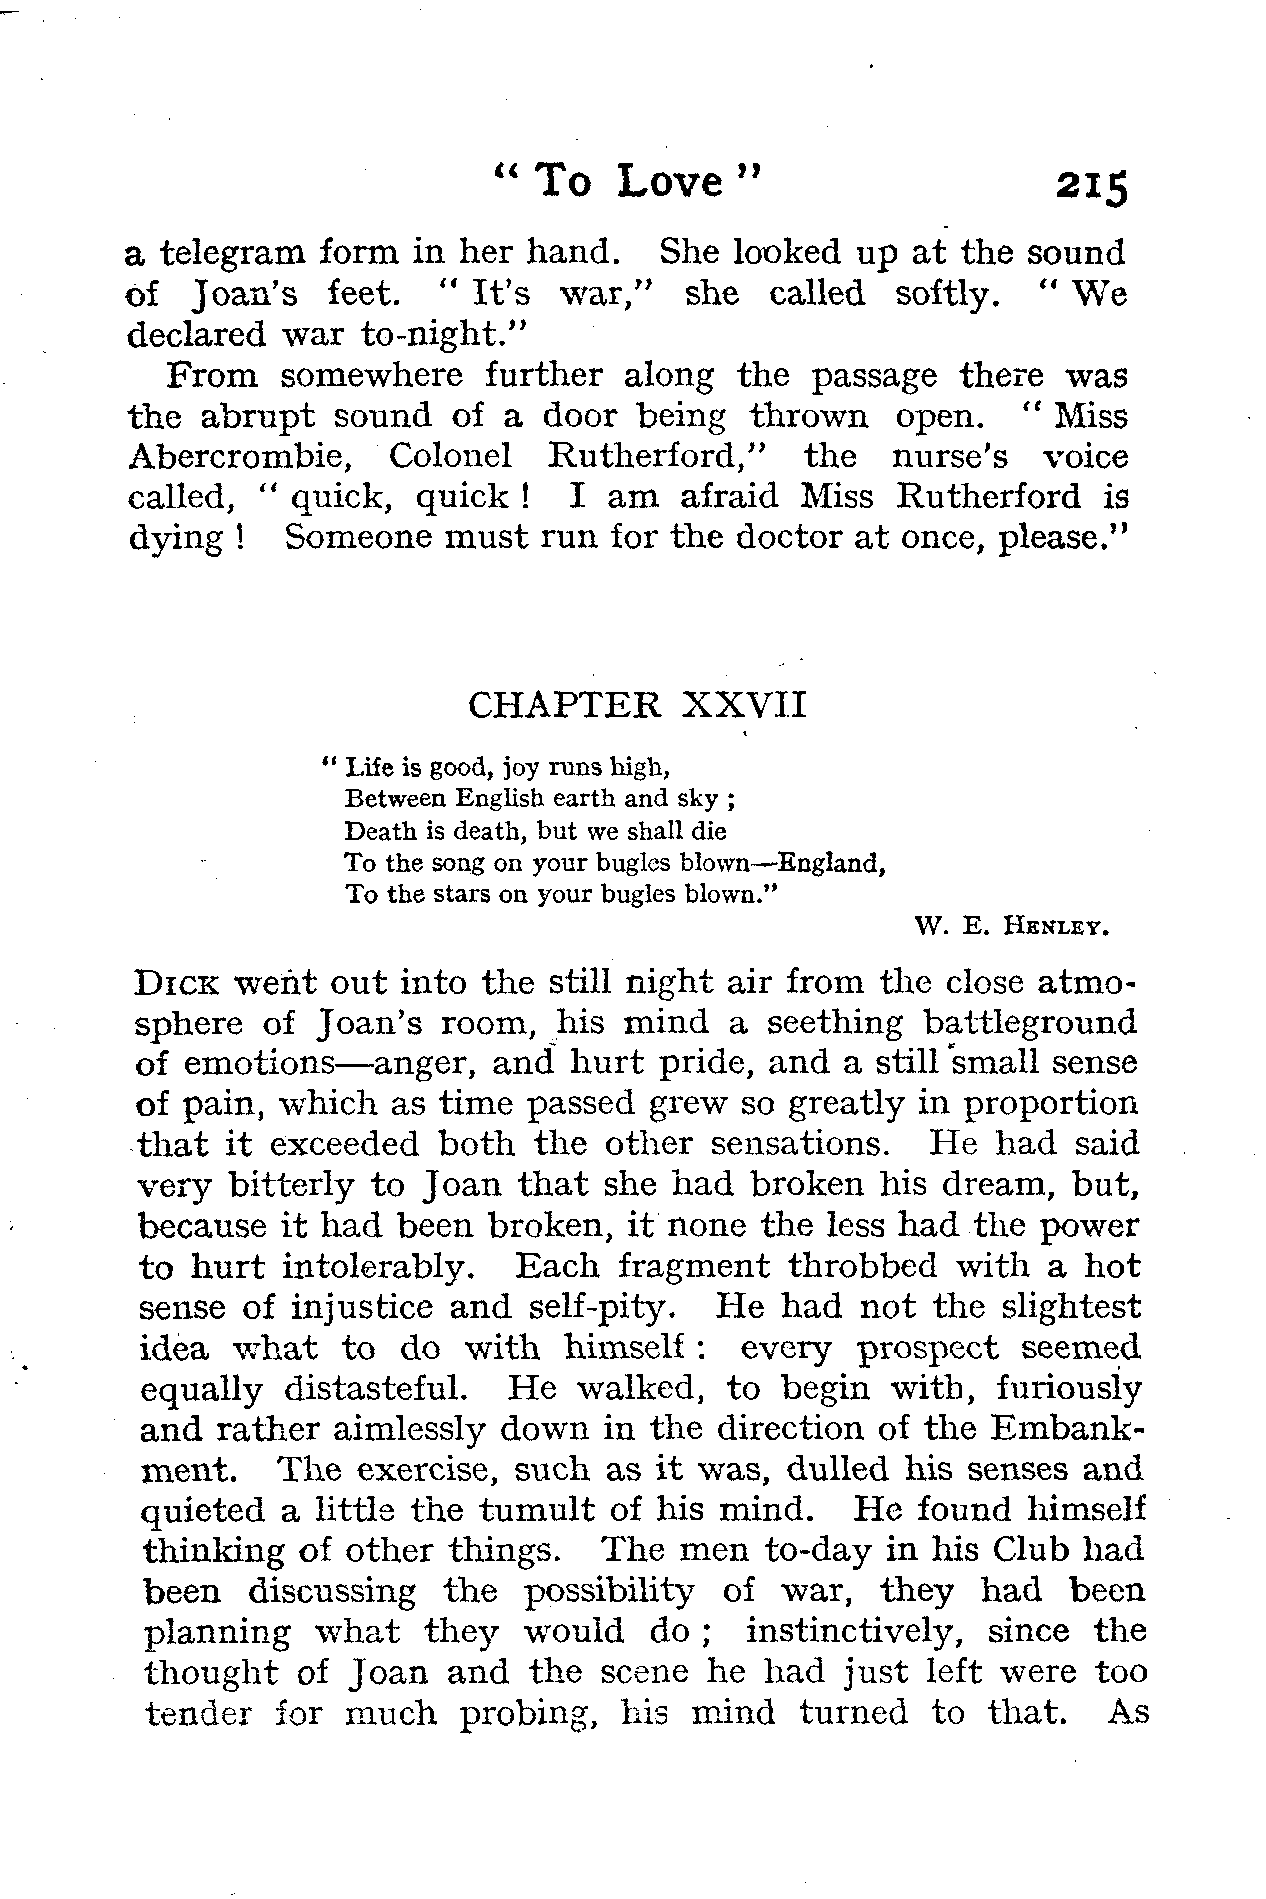 “ To Love ” 215
a telegram form in her hand. She looked up at the sound
of Joan's feet. “ It's war,” she called softly. “ We
declared war to-night.”
From somewhere further along the passage there was
the abrupt sound of a door being thrown open. “ Miss
Abercrombie, Colonel Rutherford,” the nurse's voice
called, “ quick, quick ! I am afraid Miss Rutherford is
dying ! Someone must run for the doctor at once, please.”
CHAPTER XXVII
“ Life is good, joy runs high,
Between English earth and sky ;
Death is death, but we shall die
To the song on your bugles blown—England,
To the stars on your bugles blown.”
W. E. HENLEY.
DICK went out into the still night air from the close atmo-
sphere of Joan's room, his mind a seething battleground
of emotions—anger, and hurt pride, and a still small sense
of pain, which as time passed grew so greatly in proportion
that it exceeded both the other sensations. He had said
very bitterly to Joan that she had broken his dream, but,
because it had been broken, it none the less had the power
to hurt intolerably. Each fragment throbbed with a hot
sense of injustice and self-pity. He had not the slightest
idea what to do with himself : every prospect seemed
equally distasteful. He walked, to begin with, furiously
and rather aimlessly down in the direction of the Embank-
ment. The exercise, such as it was, dulled his senses and
quieted a little the tumult of his mind. He found himself
thinking of other things. The men to-day in his Club had
been discussing the possibility of war, they had been
planning what they would do ; instinctively, since the
thought of Joan and the scene he had just left were too
tender for much probing, his mind turned to that. As